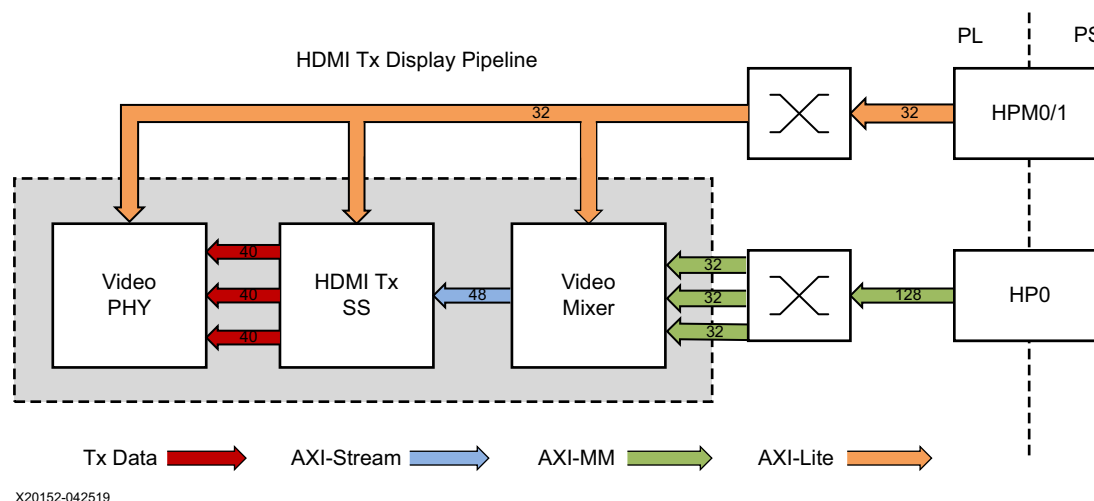 PL
PS
HDMI Tx Display Pipeline
32
32
HPM0/1
Video
PHY
40
40
40
HDMI Tx
SS
48
Video
Mixer
32
32
32
128
HP0
Tx Data
AXI-Stream
AXI-MM
AXI-Lite
X20152-042519